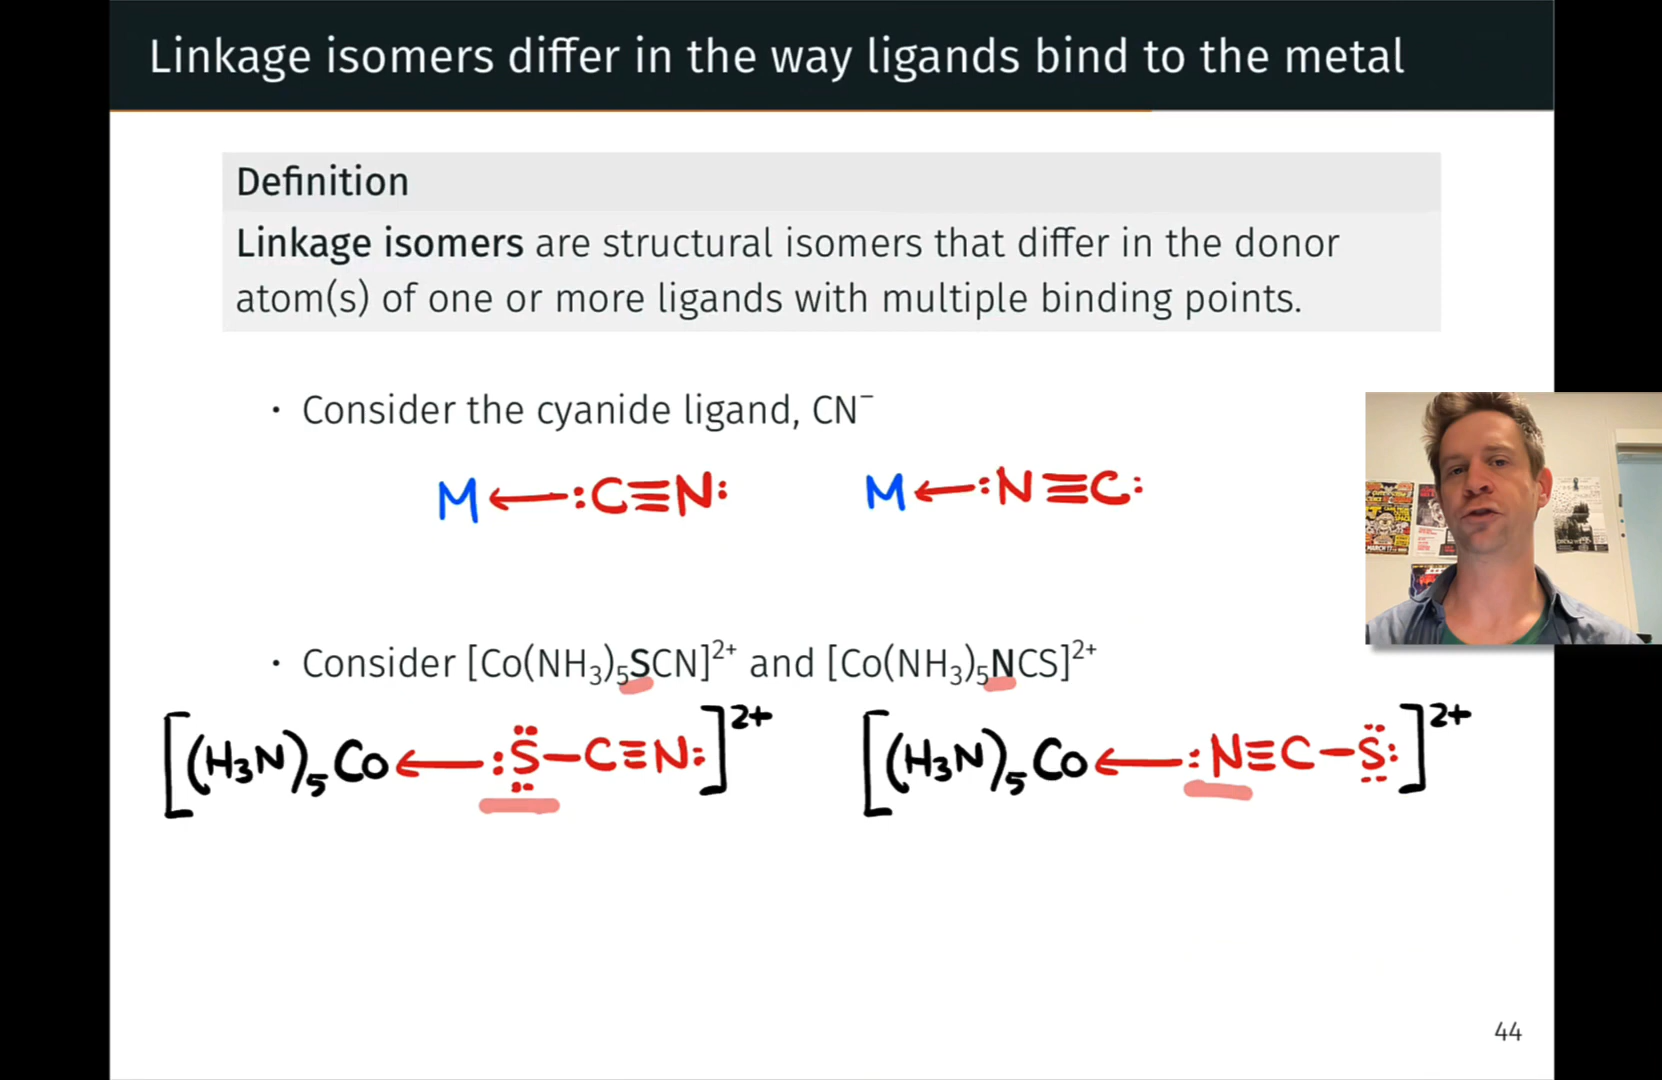 Linkage isomers differ in the way ligands bind to the metal
Definition
Linkage isomers are structural isomers that differ in the donor
atom(s) of one or more ligands with multiple binding points.
• Consider the cyanide ligand, CN⁻
M ← :C≡N:
M ← :N≡C:
• Consider [Co(NH₃)₅SCN]²⁺ and [Co(NH₃)₅NCS]²⁺
[(H₃N)₅Co ← :S̈–C≡N:]²⁺
[(H₃N)₅Co ← :N≡C–S̈:]²⁺
44